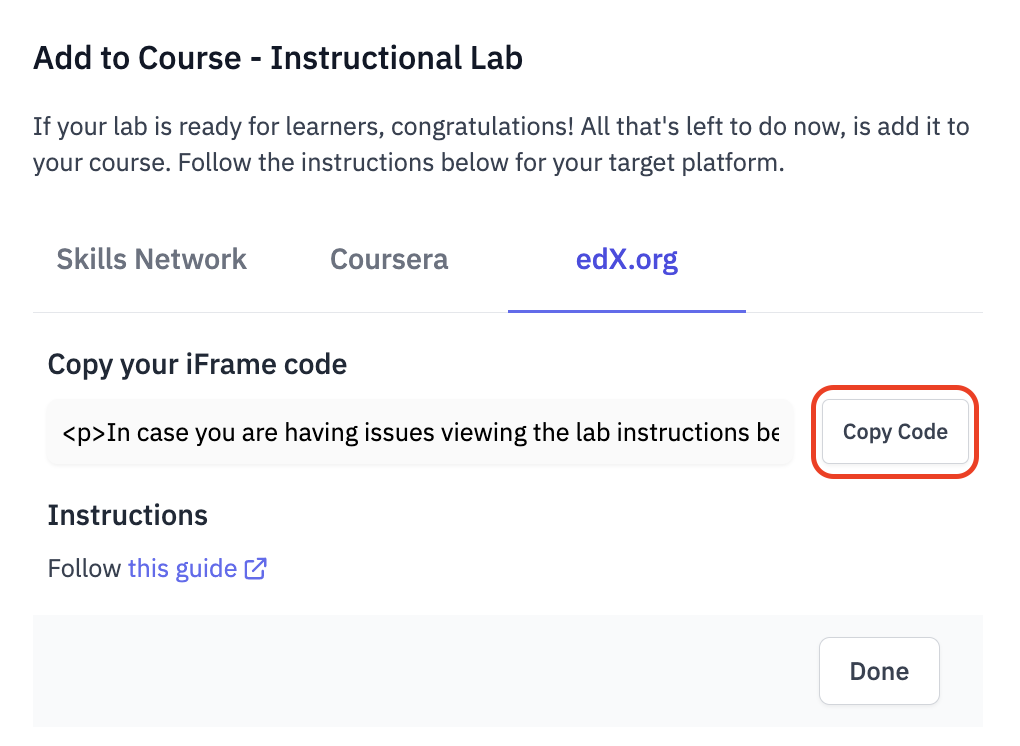 Add to Course - Instructional Lab
If your lab is ready for learners, congratulations! All that's left to do now, is add it to
your course. Follow the instructions below for your target platform.
Skills Network Coursera edX.org
Copy your iFrame code
<p>In case you are having issues viewing the lab instructions be
Copy Code
Instructions
Follow this guide
Done